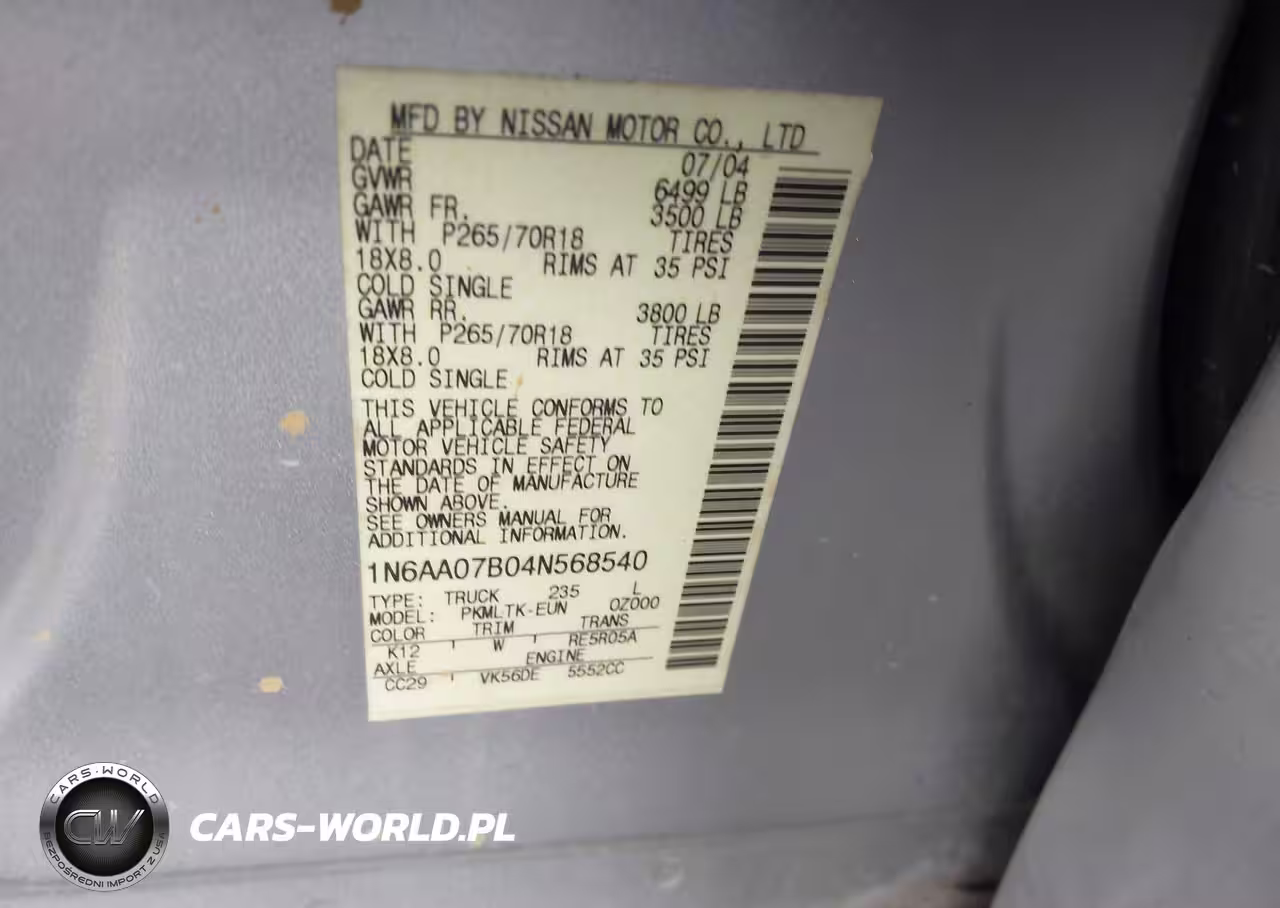 MFD BY NISSAN MOTOR CO., LTD
DATE 07/04
GVWR 6499 LB
GAWR FR. 3500 LB
WITH P265/70R18 TIRES
18X8.0 RIMS AT 35 PSI
COLD SINGLE
GAWR RR. 3800 LB
WITH P265/70R18 TIRES
18X8.0 RIMS AT 35 PSI
COLD SINGLE
THIS VEHICLE CONFORMS TO
ALL APPLICABLE FEDERAL
MOTOR VEHICLE SAFETY
STANDARDS IN EFFECT ON
THE DATE OF MANUFACTURE
SHOWN ABOVE.
SEE OWNERS MANUAL FOR
ADDITIONAL INFORMATION.
1N6AA07B04N568540
TYPE: TRUCK 235 L
MODEL: PKMLTK-EUN 0Z000
COLOR TRIM TRANS
K12 W RE5R05A
AXLE ENGINE
CC29 VK56DE 5552CC
CARS-WORLD
CW
BEZPOŚREDNI IMPORT Z USA
CARS-WORLD.PL